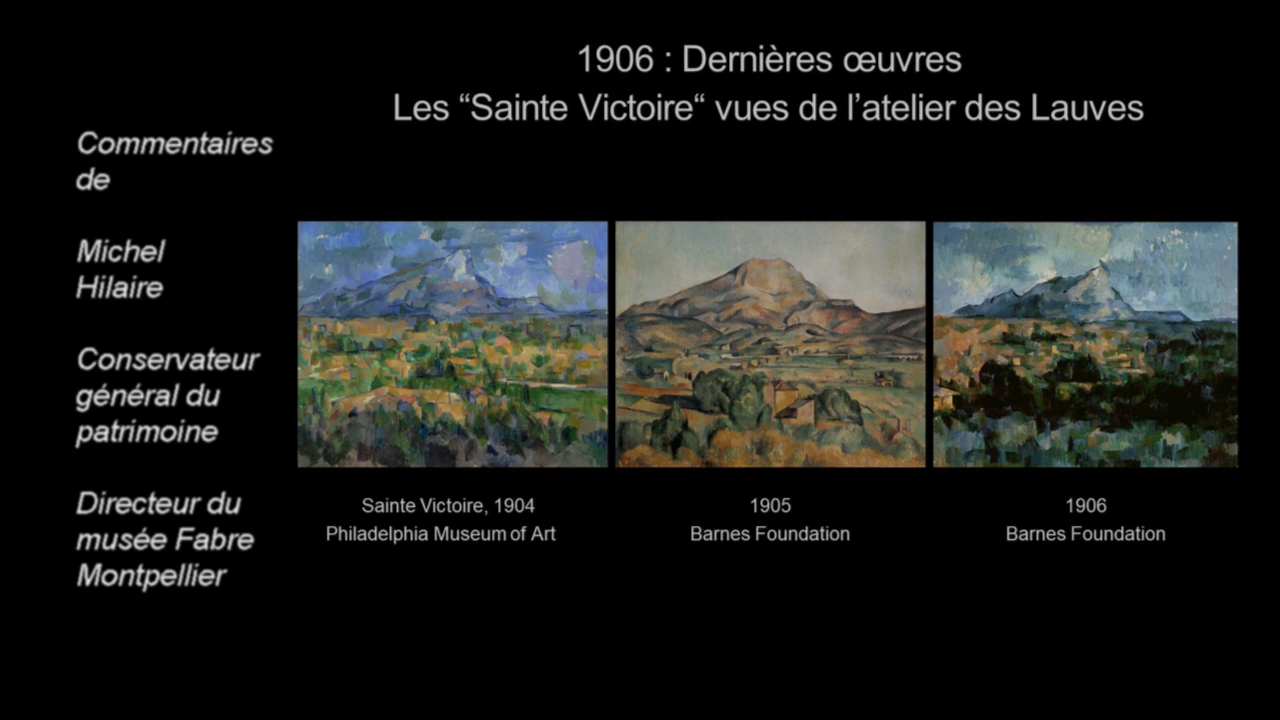 1906 : Dernières œuvres
Les “Sainte Victoire“ vues de l’atelier des Lauves
Commentaires
de
Michel
Hilaire
Conservateur
général du
patrimoine
Directeur du
musée Fabre
Montpellier
Sainte Victoire, 1904
Philadelphia Museum of Art
1905
Barnes Foundation
1906
Barnes Foundation